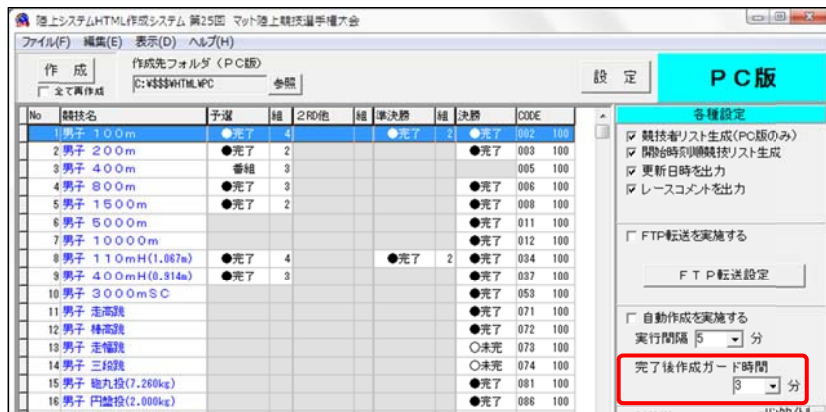 陸上システムHTML作成システム 第25回 マット陸上競技選手権大会
ファイル(F) 編集(E) 表示(D) ヘルプ(H)
作 成
全て再作成
作成先フォルダ(PC版)
C:¥$$$¥HTML¥PC
参照
設 定
PC版
No 競技名 予選 組 2RD他 組 準決勝 組 決勝 CODE
1 男子 100m ●完了 4 ●完了 2 ●完了 002 100
2 男子 200m ●完了 2 ●完了 003 100
3 男子 400m 番組 3 005 100
4 男子 800m ●完了 3 ●完了 006 100
5 男子 1500m ●完了 2 ●完了 008 100
6 男子 5000m ●完了 011 100
7 男子 10000m ●完了 012 100
8 男子 110mH(1.067m) ●完了 4 ●完了 2 ●完了 034 100
9 男子 400mH(0.914m) ●完了 3 ●完了 037 100
10 男子 3000mSC ●完了 053 100
11 男子 走高跳 ●完了 071 100
12 男子 棒高跳 ●完了 072 100
13 男子 走幅跳 ○未完 073 100
14 男子 三段跳 ○未完 074 100
15 男子 砲丸投(7.260kg) ●完了 081 100
16 男子 円盤投(2.000kg) ●完了 086 100
各種設定
競技者リスト生成(PC版のみ)
開始時刻順競技リスト生成
更新日時を出力
レースコメントを出力
FTP転送を実施する
FTP転送設定
自動作成を実施する
実行間隔 5 分
完了後作成ガード時間
3 分